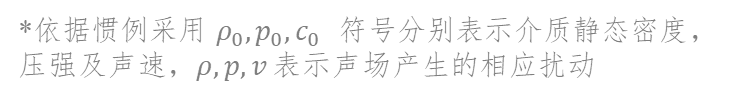 *依据惯例采用 ρ₀,p₀,c₀ 符号分别表示介质静态密度，
压强及声速，ρ,p,v 表示声场产生的相应扰动